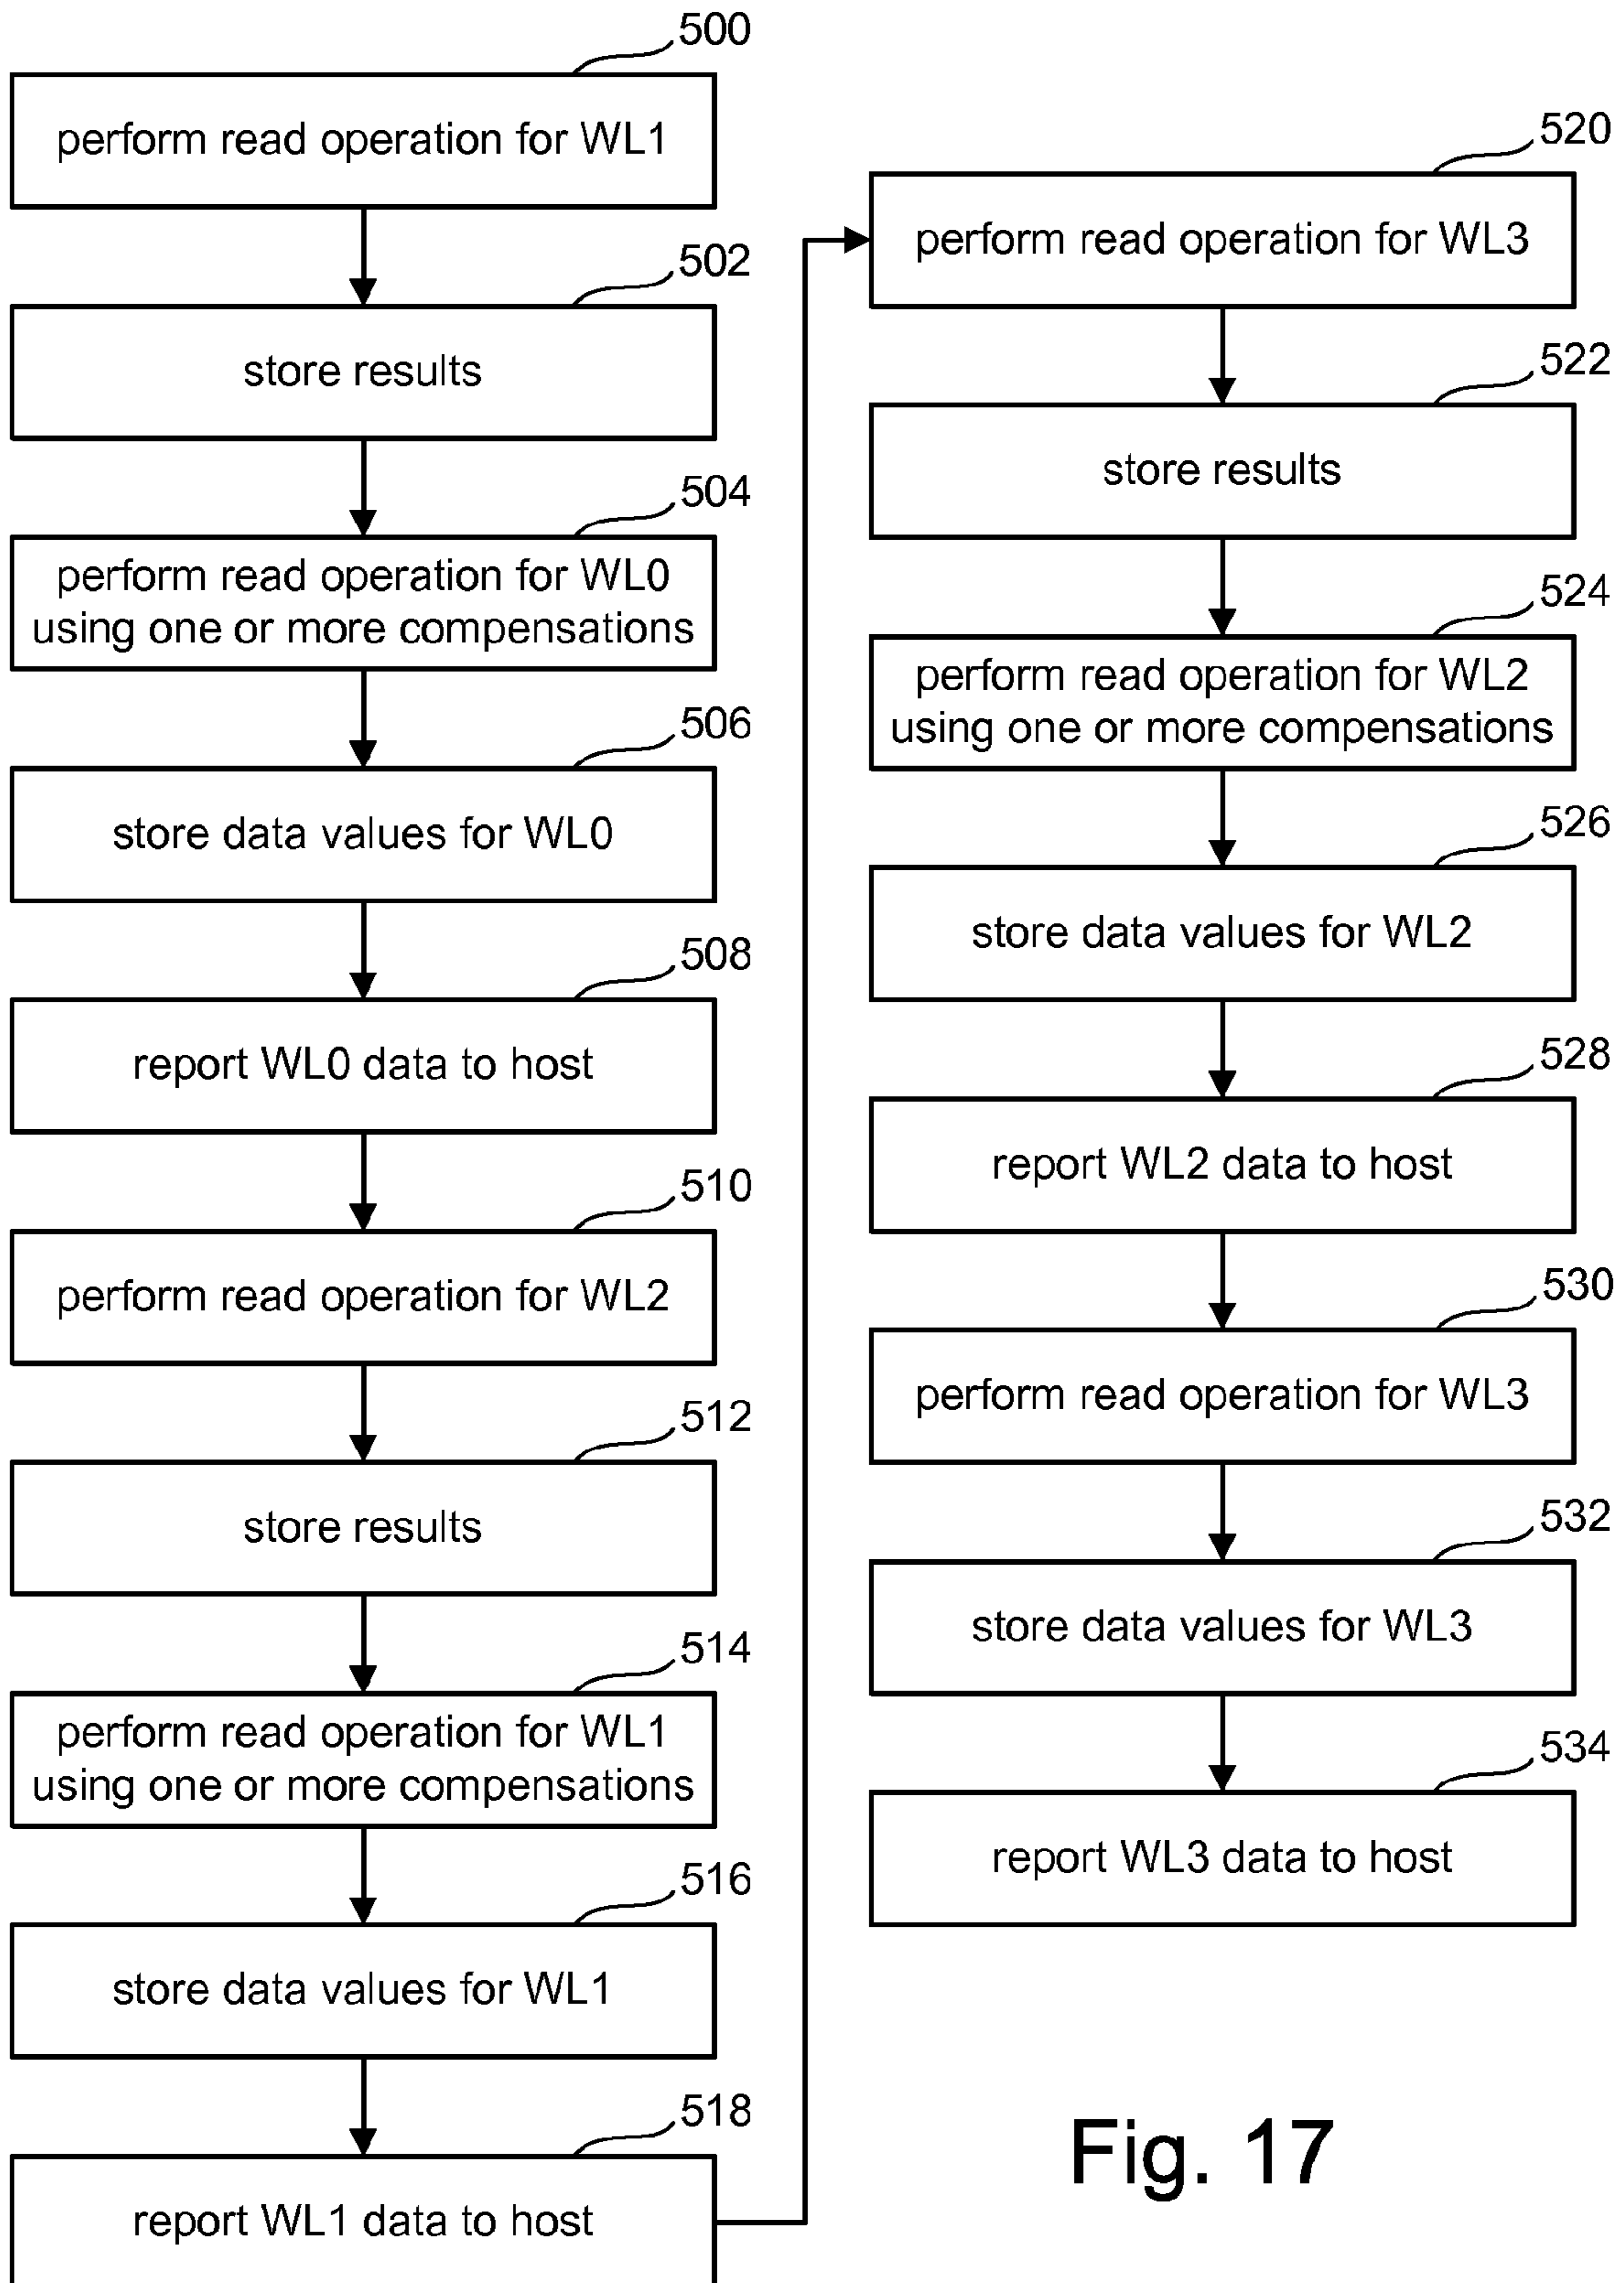 500
perform read operation for WL1
502
store results
504
perform read operation for WL0
using one or more compensations
506
store data values for WL0
508
report WL0 data to host
510
perform read operation for WL2
512
store results
514
perform read operation for WL1
using one or more compensations
516
store data values for WL1
518
report WL1 data to host
520
perform read operation for WL3
522
store results
524
perform read operation for WL2
using one or more compensations
526
store data values for WL2
528
report WL2 data to host
530
perform read operation for WL3
532
store data values for WL3
534
report WL3 data to host
Fig. 17